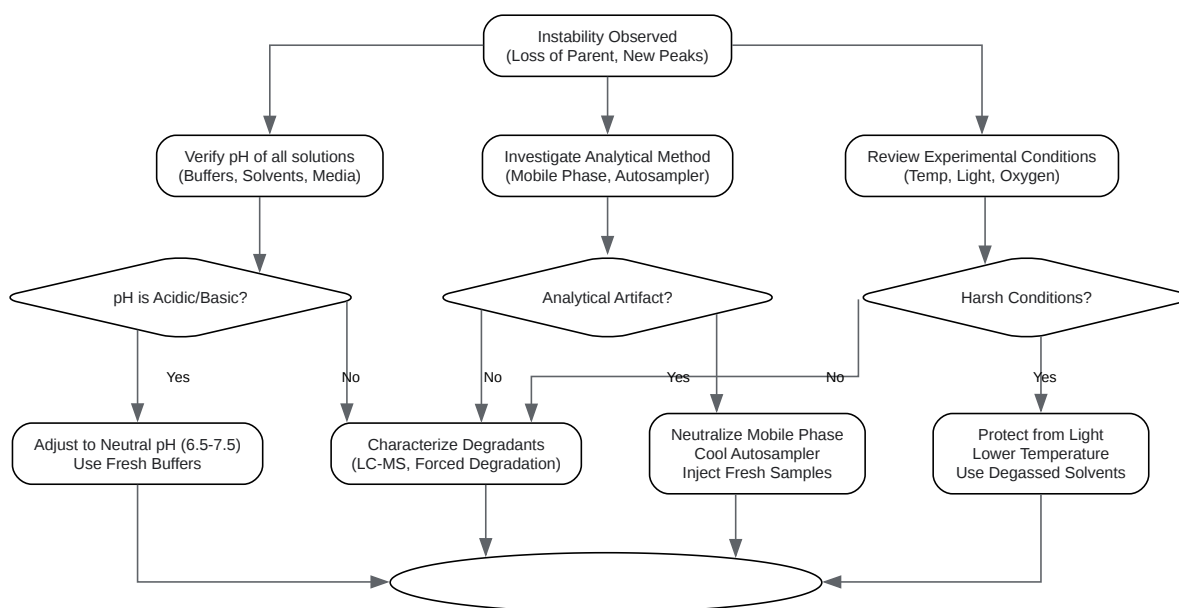 Instability Observed
(Loss of Parent, New Peaks)
Verify pH of all solutions
(Buffers, Solvents, Media)
Investigate Analytical Method
(Mobile Phase, Autosampler)
Review Experimental Conditions
(Temp, Light, Oxygen)
pH is Acidic/Basic?
Analytical Artifact?
Harsh Conditions?
Yes
No
No
Yes
No
Yes
Adjust to Neutral pH (6.5-7.5)
Use Fresh Buffers
Characterize Degradants
(LC-MS, Forced Degradation)
Neutralize Mobile Phase
Cool Autosampler
Inject Fresh Samples
Protect from Light
Lower Temperature
Use Degassed Solvents